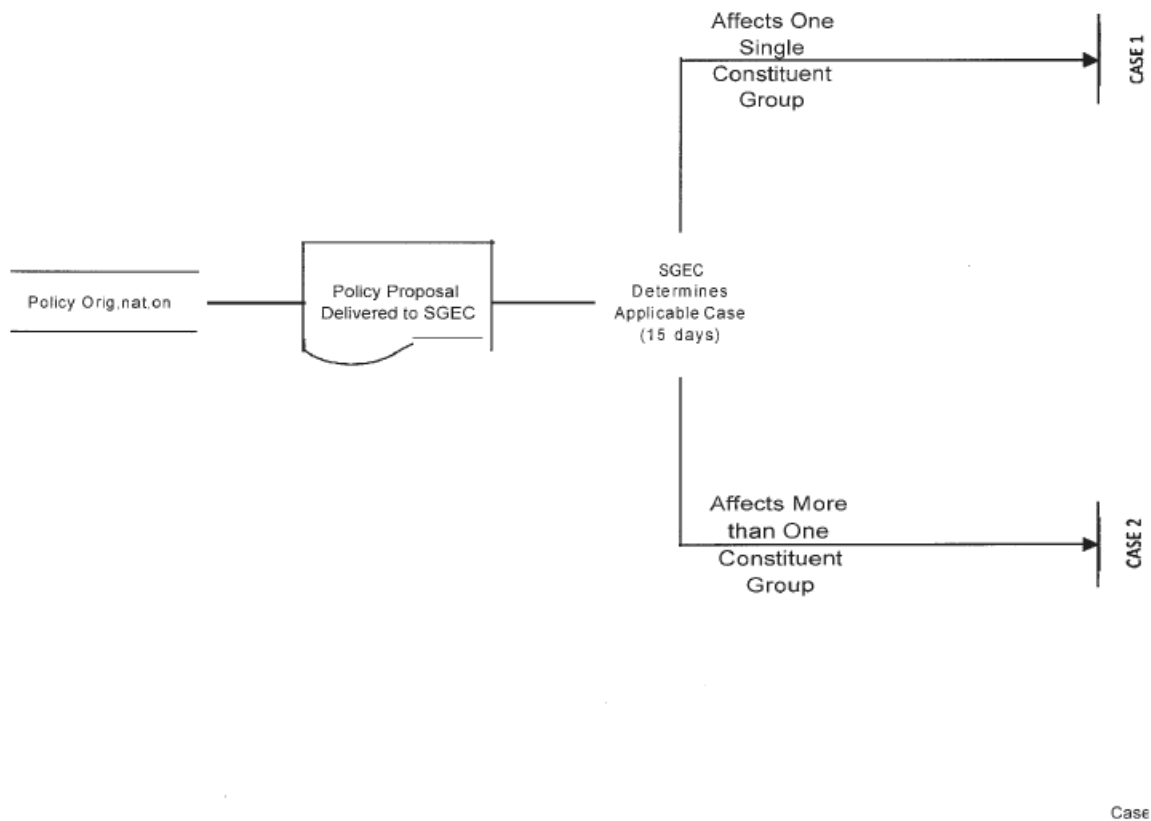 Affects One
Single
Constituent
Group
CASE 1
Policy Orig.nat.on
Policy Proposal
Delivered to SGEC
SGEC
Determines
Applicable Case
(15 days)
Affects More
than One
Constituent
Group
CASE 2
Case